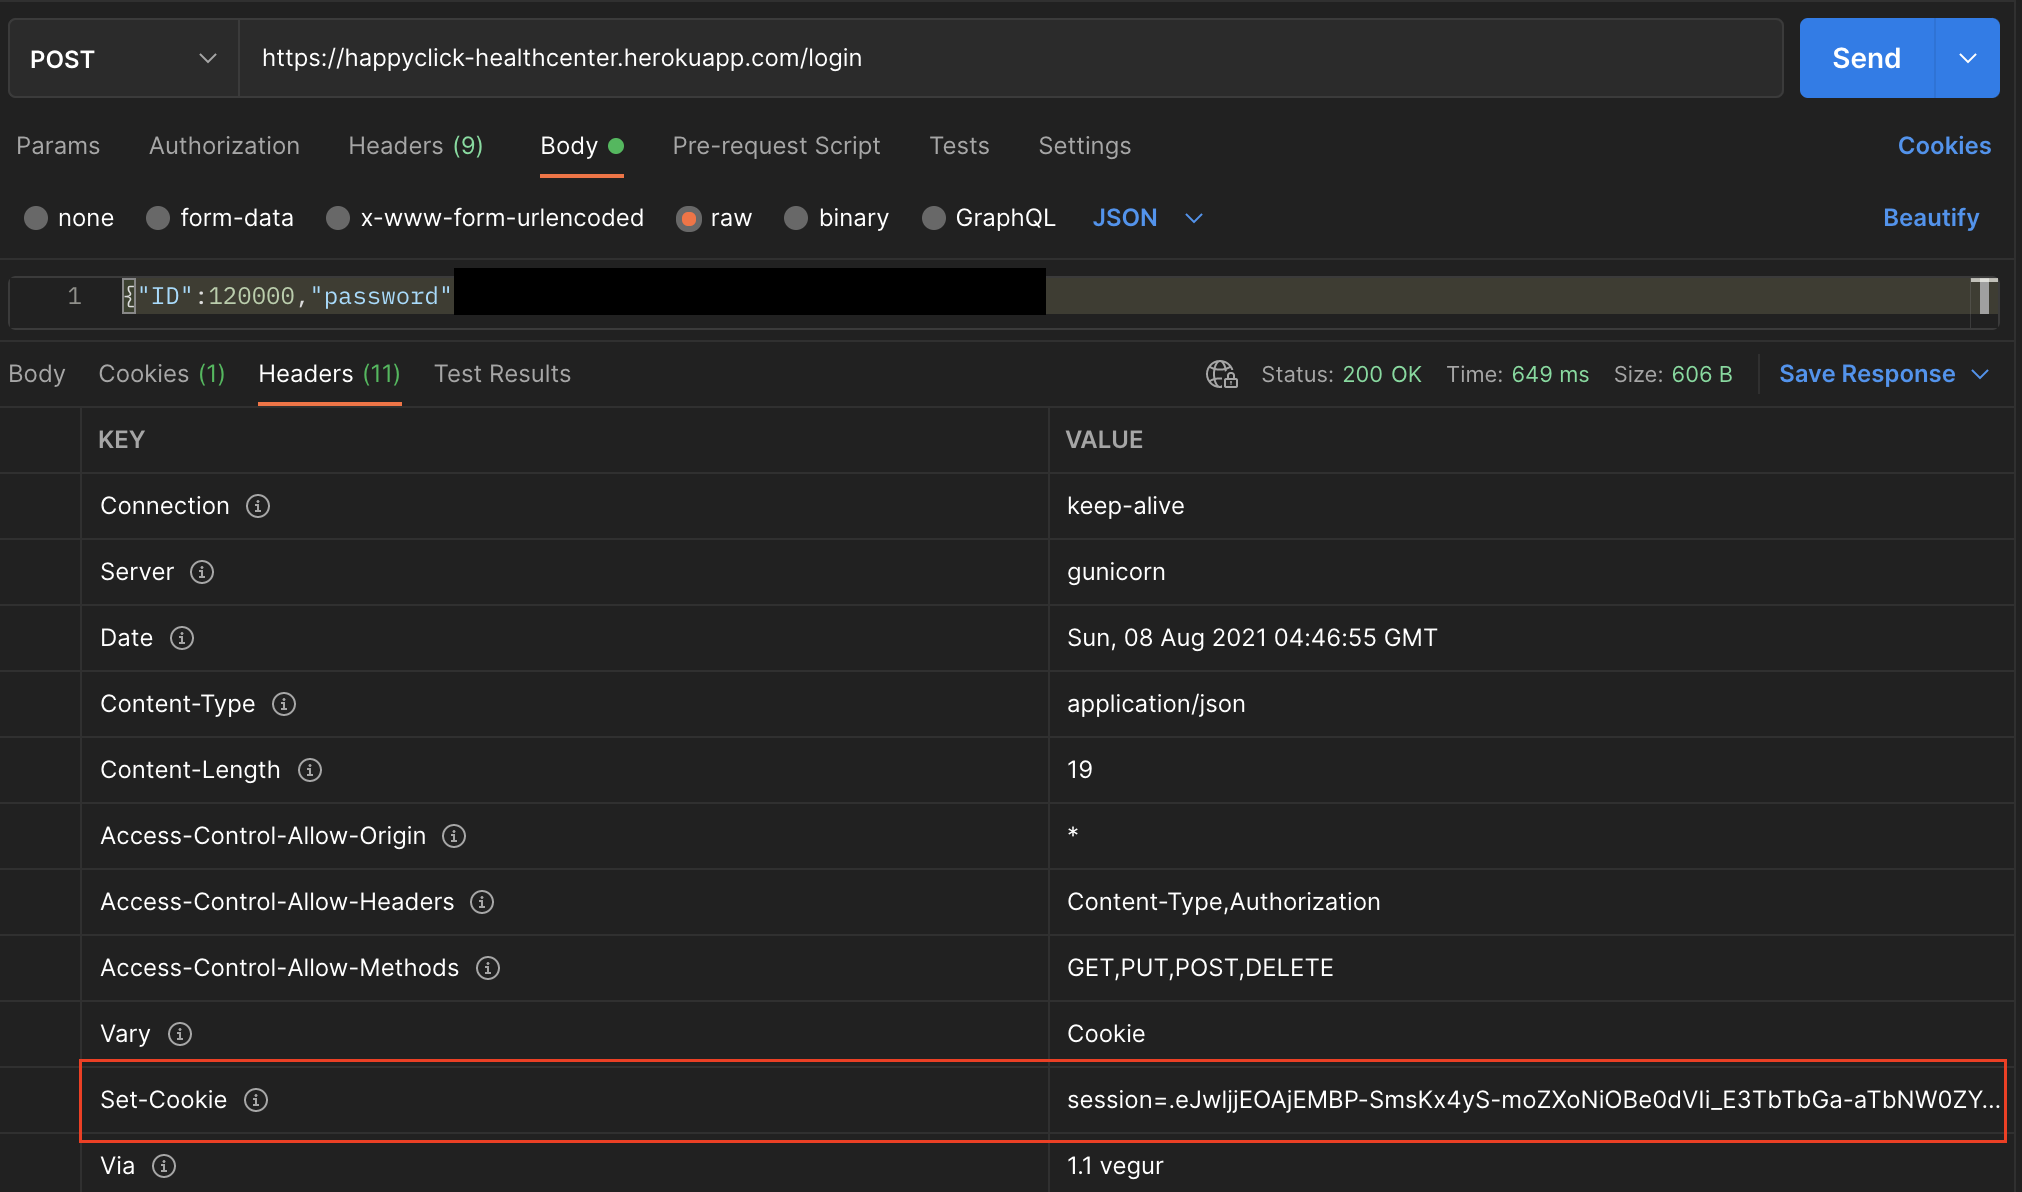 POST https://happyclick-healthcenter.herokuapp.com/login Send
Params Authorization Headers (9) Body Pre-request Script Tests Settings Cookies
none form-data x-www-form-urlencoded raw binary GraphQL JSON Beautify
1 {"ID":120000,"password"
Body Cookies (1) Headers (11) Test Results Status: 200 OK Time: 649 ms Size: 606 B Save Response
KEY VALUE
Connection keep-alive
Server gunicorn
Date Sun, 08 Aug 2021 04:46:55 GMT
Content-Type application/json
Content-Length 19
Access-Control-Allow-Origin *
Access-Control-Allow-Headers Content-Type,Authorization
Access-Control-Allow-Methods GET,PUT,POST,DELETE
Vary Cookie
Set-Cookie session=.eJwljjEOAjEMBP-SmsKx4yS-moZXoNiOBe0dVIi_E3TbTbGa-aTbNW0ZY...
Via 1.1 vegur